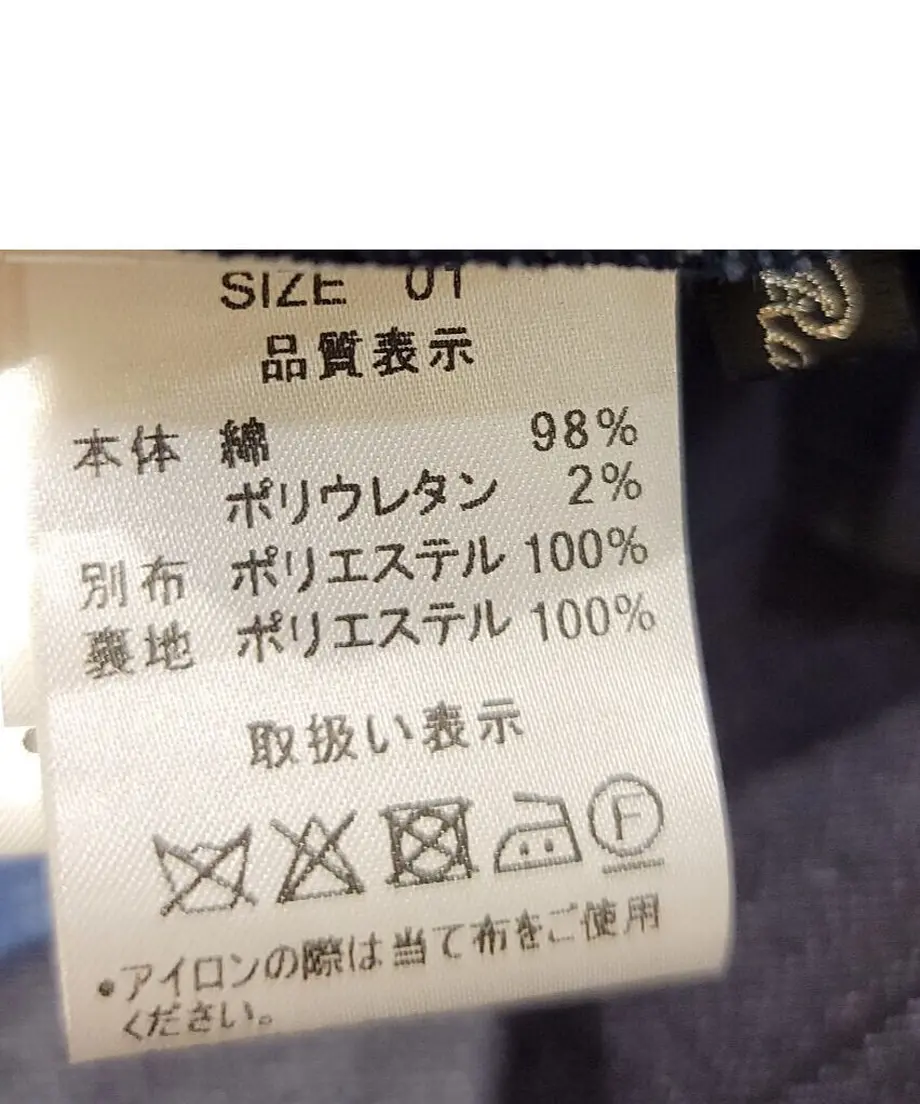 SIZE 01
品質表示
本体 綿 98%
ポリウレタン 2%
別布 ポリエステル 100%
裏地 ポリエステル 100%
取扱い表示
F
•アイロンの際は当て布をご使用
ください。